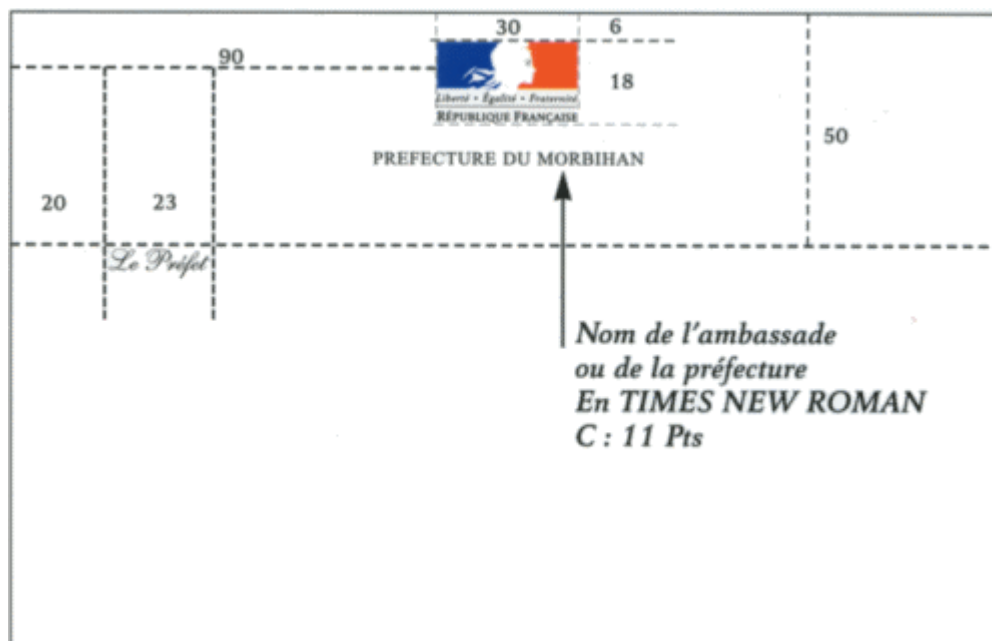 30 6
90
18
Liberté • Égalité • Fraternité
RÉPUBLIQUE FRANÇAISE
50
PREFECTURE DU MORBIHAN
20 23
Le Préfet
Nom de l'ambassade
ou de la préfecture
En TIMES NEW ROMAN
C : 11 Pts